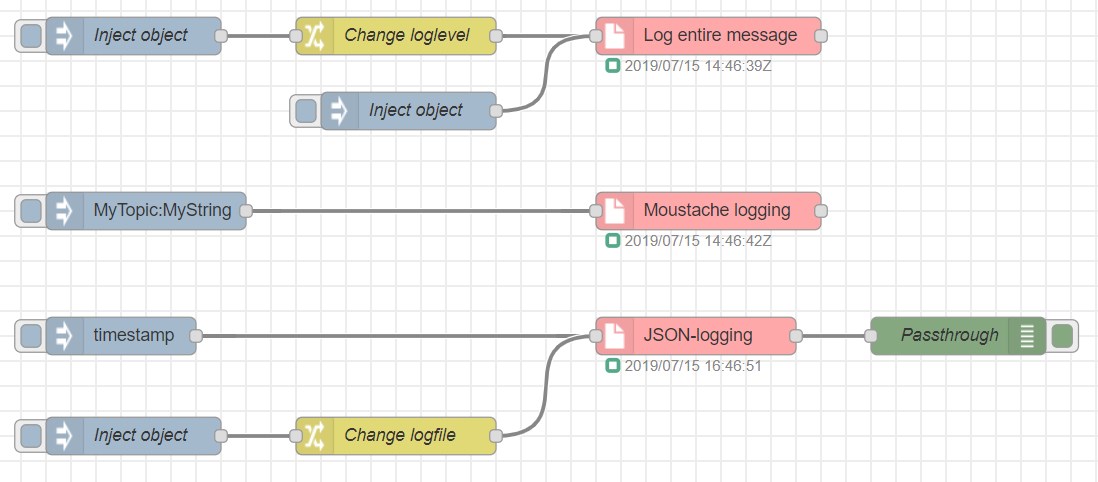 Inject object
Change loglevel
Log entire message
2019/07/15 14:46:39Z
Inject object
MyTopic:MyString
Moustache logging
2019/07/15 14:46:42Z
timestamp
JSON-logging
Passthrough
2019/07/15 16:46:51
Inject object
Change logfile